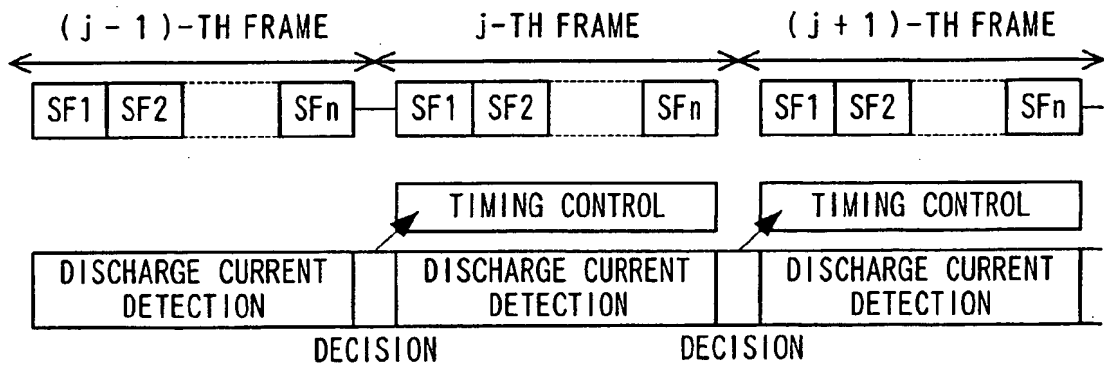 (j-1)-TH FRAME j-TH FRAME (j+1)-TH FRAME
SF1 SF2 SFn SF1 SF2 SFn SF1 SF2 SFn
TIMING CONTROL TIMING CONTROL
DISCHARGE CURRENT DETECTION DISCHARGE CURRENT DETECTION DISCHARGE CURRENT DETECTION
DECISION DECISION